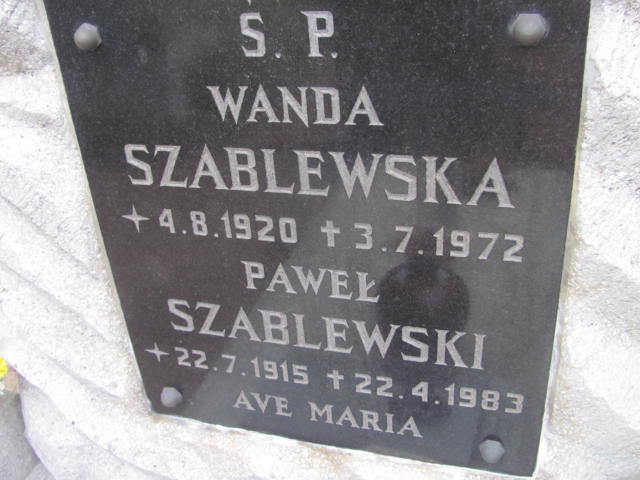 Ś. P.
WANDA
SZABLEWSKA
✦ 4.8.1920 ✝ 3.7.1972
PAWEŁ
SZABLEWSKI
✦ 22.7.1915 ✝ 22.4.1983
AVE MARIA